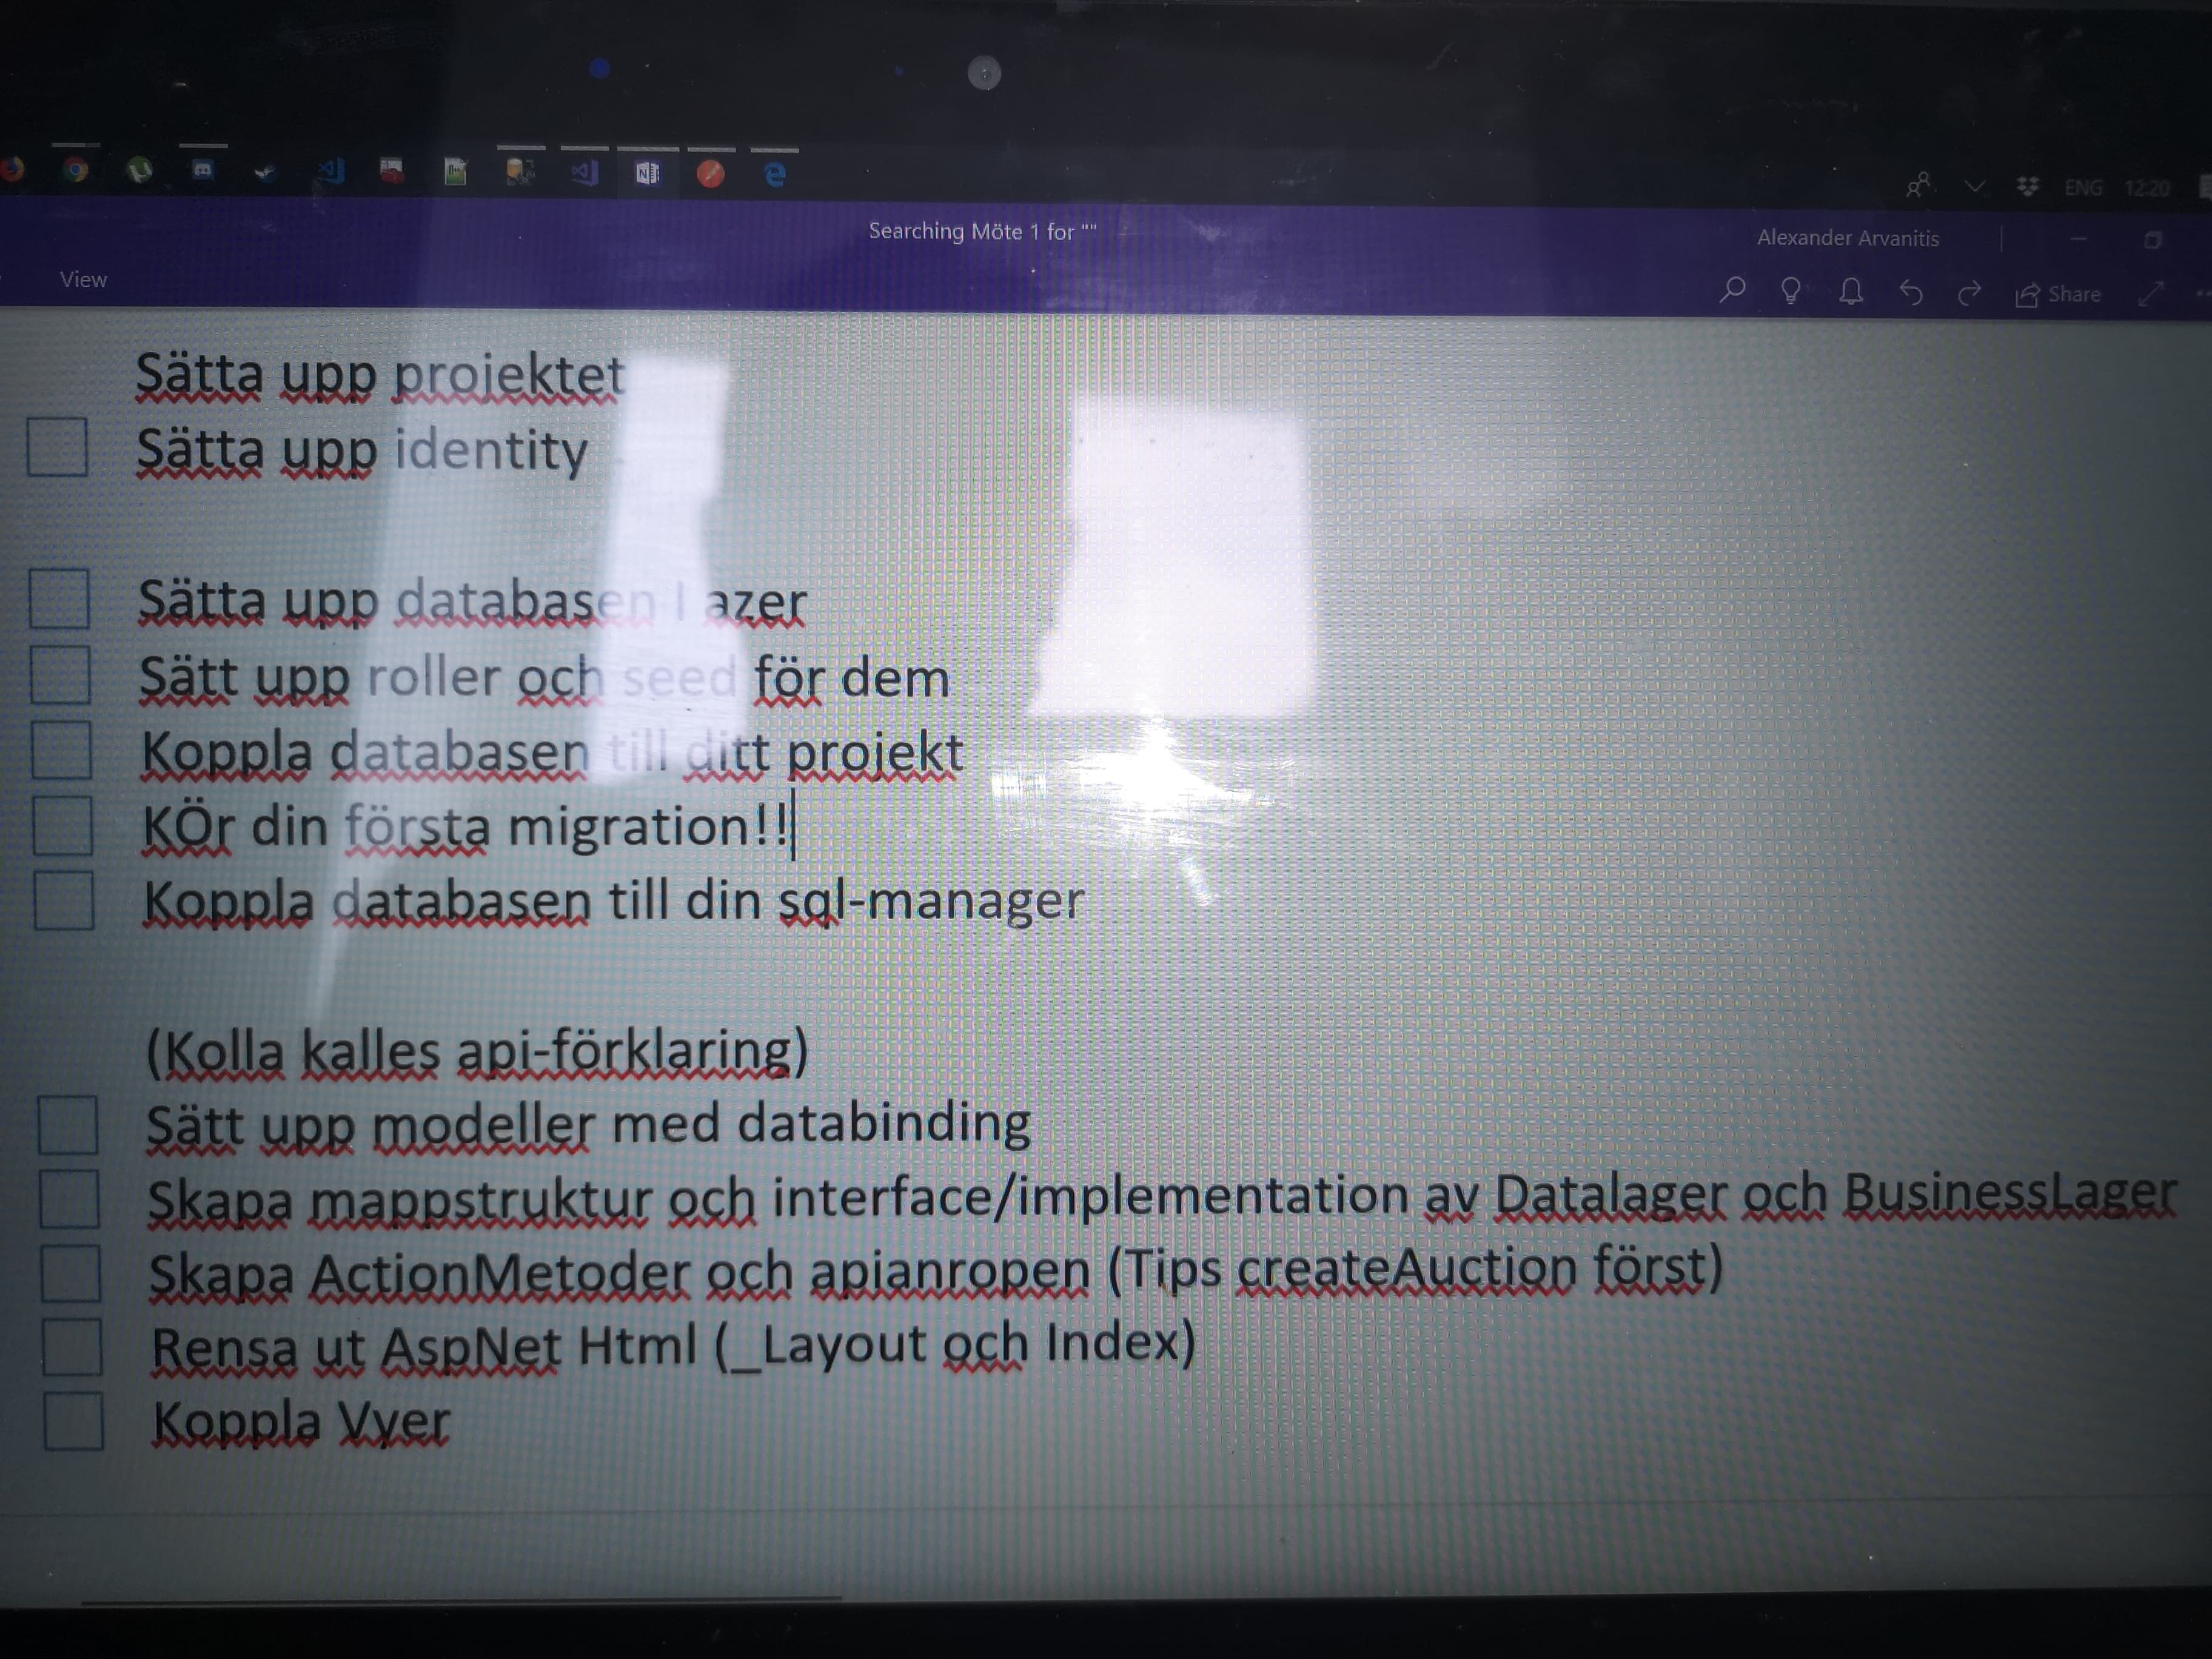 ENG 12:20
Searching Möte 1 for ""
Alexander Arvanitis
View
Share
Sätta upp projektet
Sätta upp identity
Sätta upp databasen I azer
Sätt upp roller och seed för dem
Koppla databasen till ditt projekt
KÖr din första migration!!
Koppla databasen till din sql-manager
(Kolla kalles api-förklaring)
Sätt upp modeller med databinding
Skapa mappstruktur och interface/implementation av Datalager och BusinessLager
Skapa ActionMetoder och apianropen (Tips createAuction först)
Rensa ut AspNet Html (_Layout och Index)
Koppla Vyer